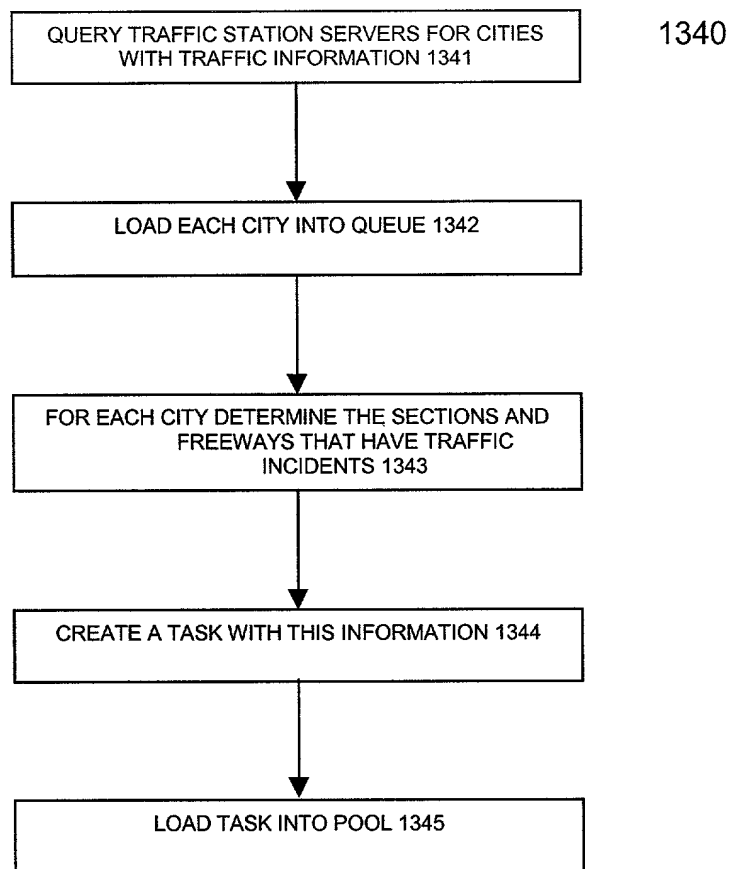 QUERY TRAFFIC STATION SERVERS FOR CITIES
WITH TRAFFIC INFORMATION 1341
1340
LOAD EACH CITY INTO QUEUE 1342
FOR EACH CITY DETERMINE THE SECTIONS AND
FREEWAYS THAT HAVE TRAFFIC
INCIDENTS 1343
CREATE A TASK WITH THIS INFORMATION 1344
LOAD TASK INTO POOL 1345